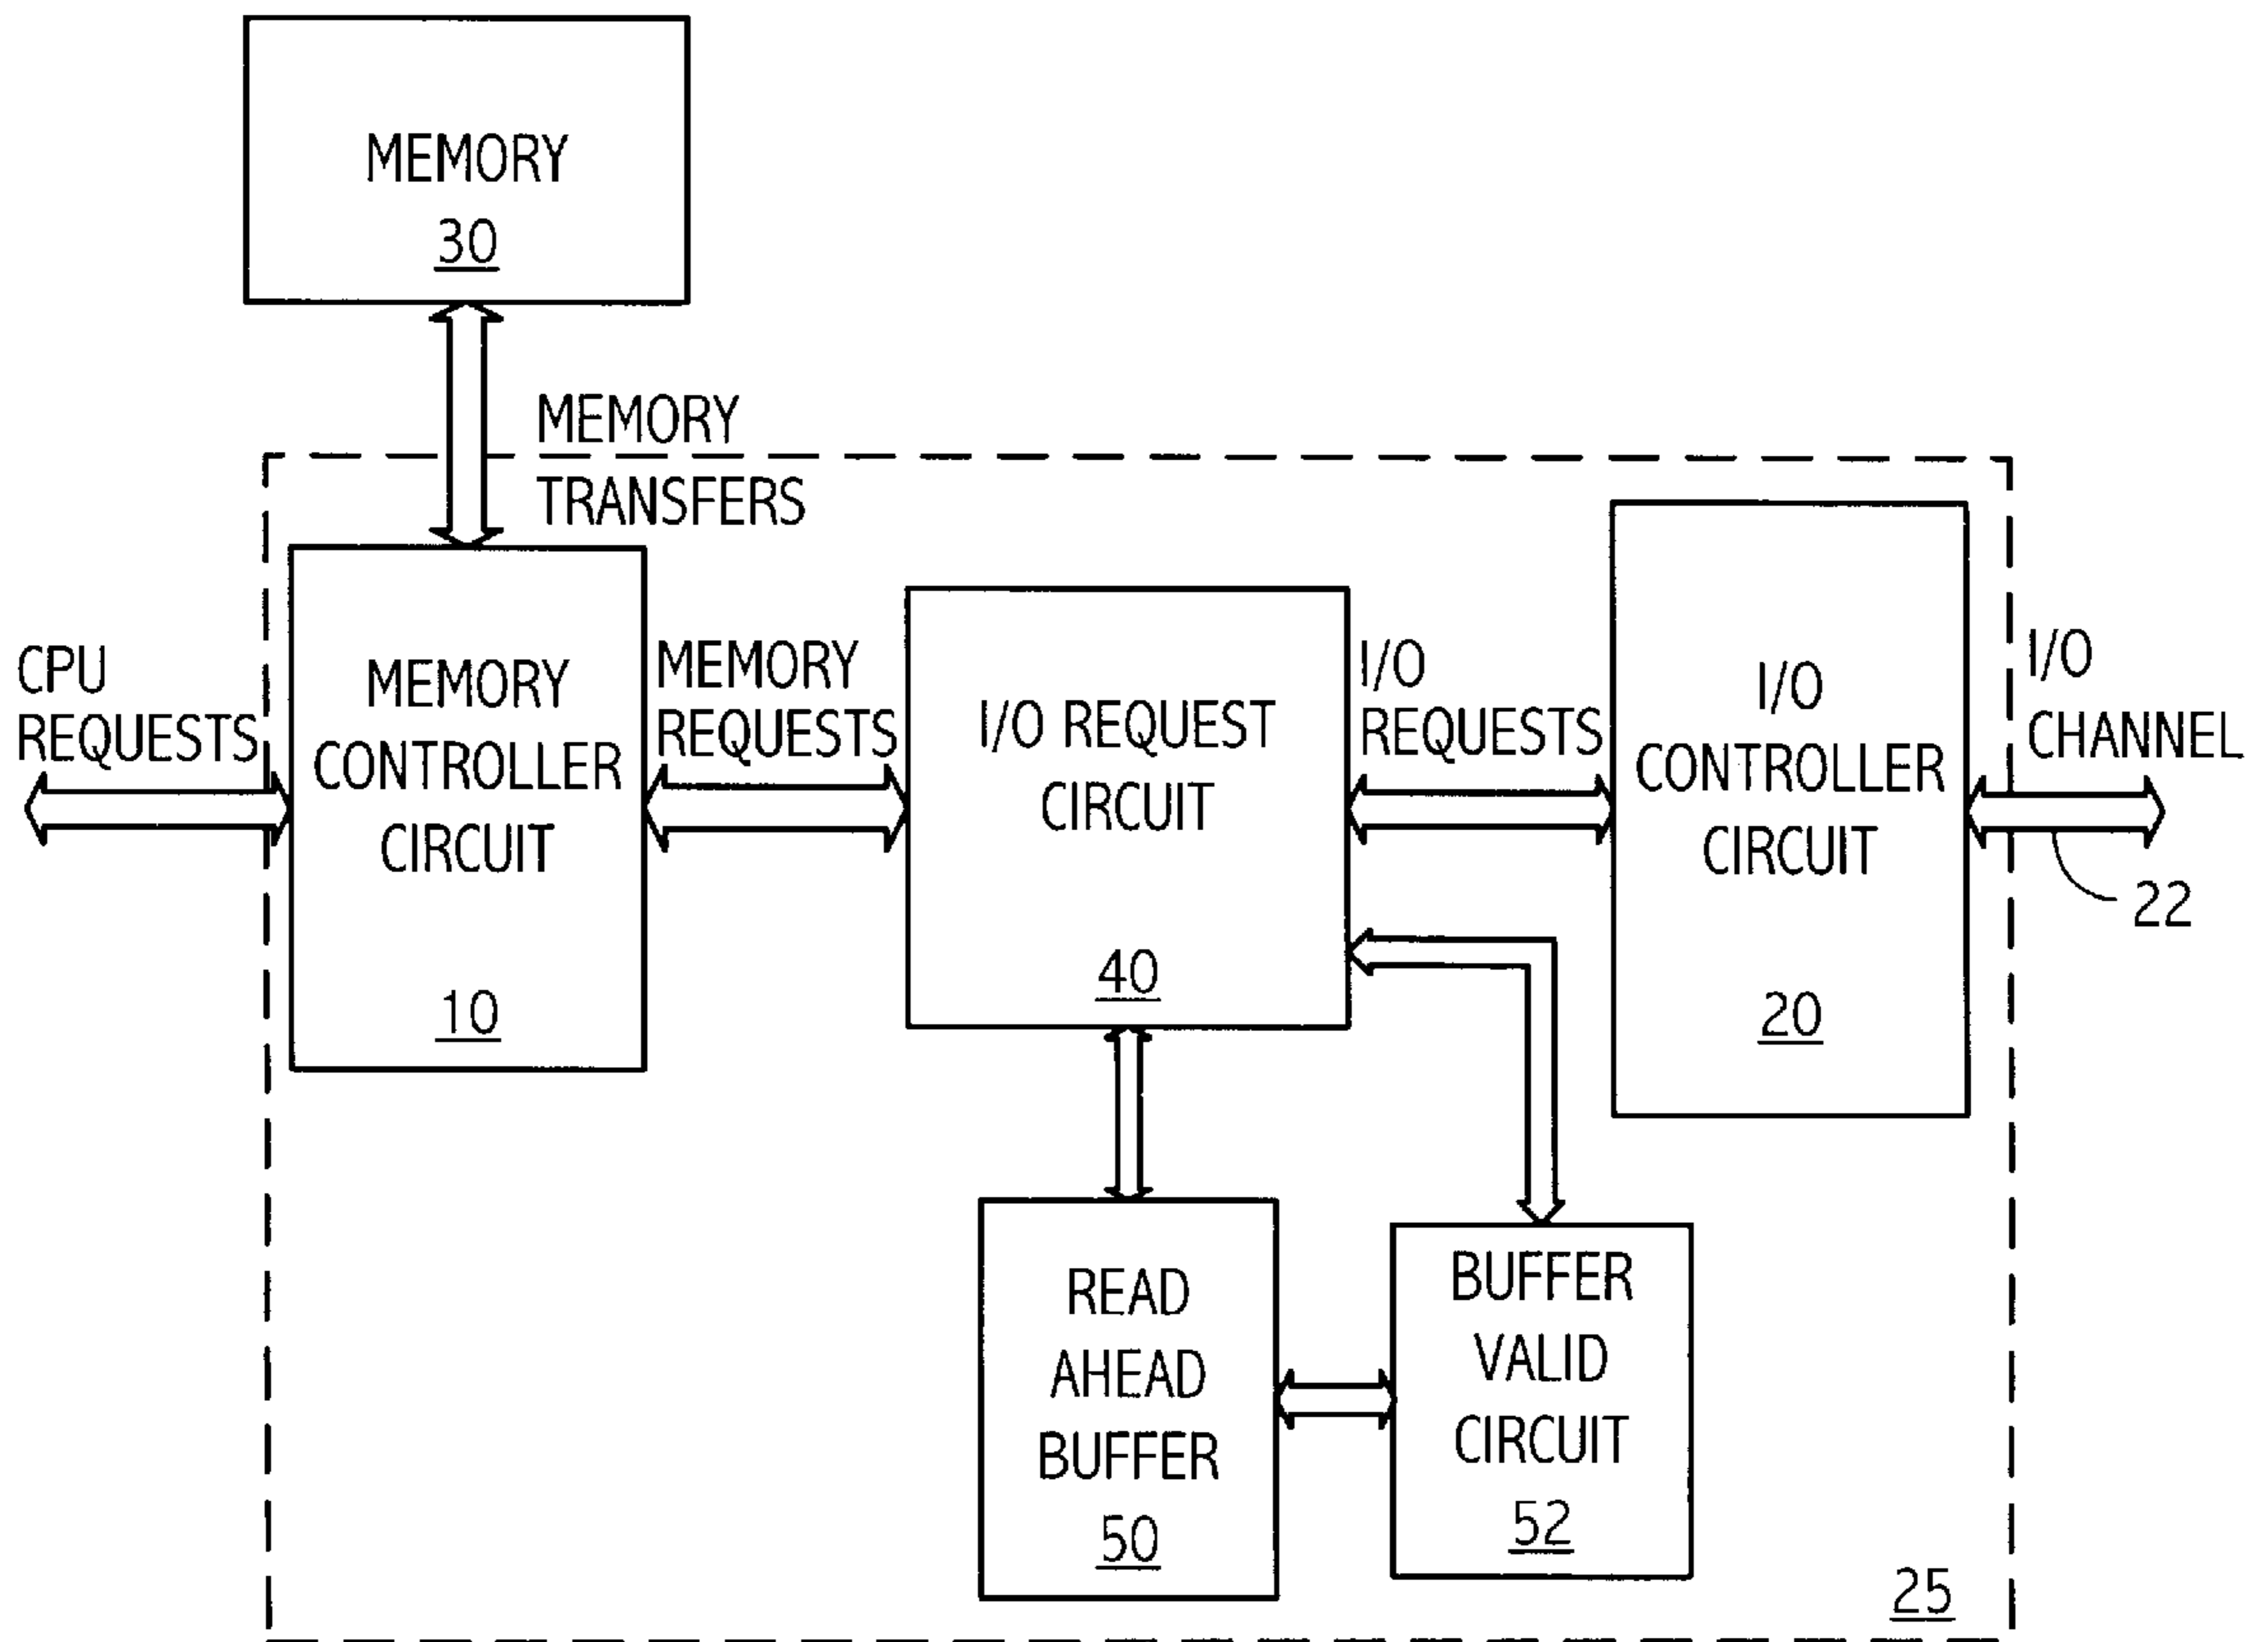 MEMORY
30
MEMORY
TRANSFERS
CPU
REQUESTS
MEMORY
CONTROLLER
CIRCUIT
10
MEMORY
REQUESTS
I/O REQUEST
CIRCUIT
40
I/O
REQUESTS
I/O
CONTROLLER
CIRCUIT
20
I/O
CHANNEL
22
READ
AHEAD
BUFFER
50
BUFFER
VALID
CIRCUIT
52
25